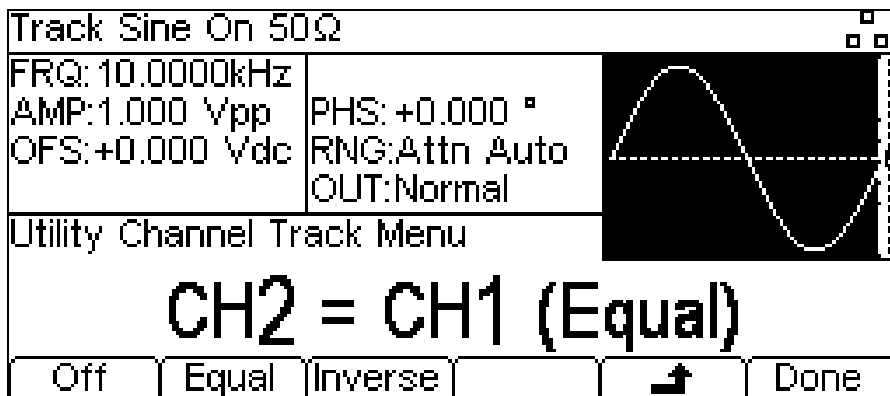 Track Sine On 50Ω
FRQ: 10.0000kHz
AMP:1.000 Vpp
OFS:+0.000 Vdc
PHS: +0.000 °
RNG:Attn Auto
OUT:Normal
Utility Channel Track Menu
CH2 = CH1 (Equal)
Off Equal Inverse Done